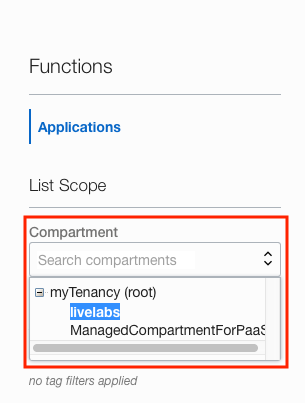 Functions
Applications
List Scope
Compartment
Search compartments
myTenancy (root)
livelabs
ManagedCompartmentForPaaS
no tag filters applied